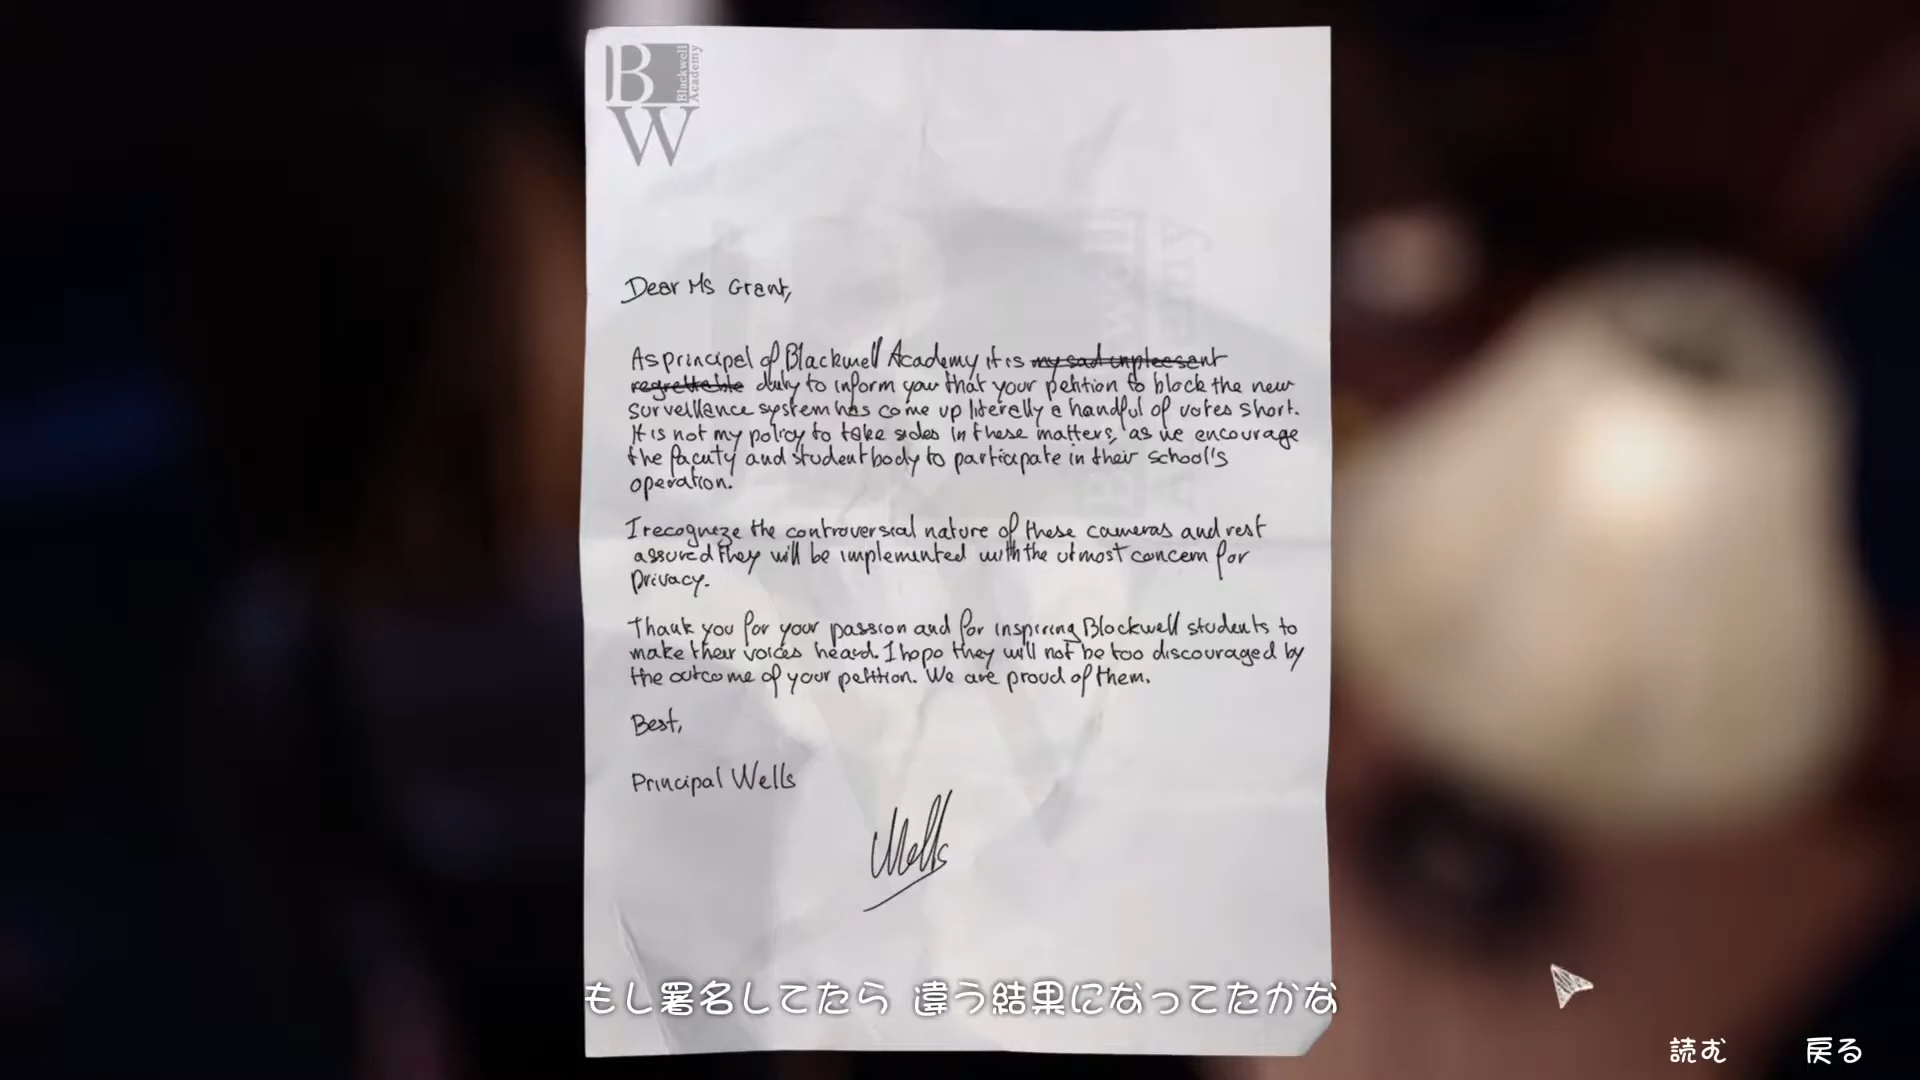 B
Blackwell
Academy
W
Dear Ms Grant,
As principal of Blackwell Academy it is my sad unpleasant
regrettable duty to inform you that your petition to block the new
surveillance system has come up literally a handful of votes short.
It is not my policy to take sides in these matters, as we encourage
the facuty and student body to participate in their school's
operation.
I recogneze the controversial nature of these cameras and rest
assured they will be implemented with the utmost concern for
privacy.
Thank you for your passion and for inspiring Blackwell students to
make their voices heard. I hope they will not be too discouraged by
the outcome of your petition. We are proud of them.
Best,
Principal Wells
Wells
もし署名してたら 違う結果になってたかな
読む 戻る